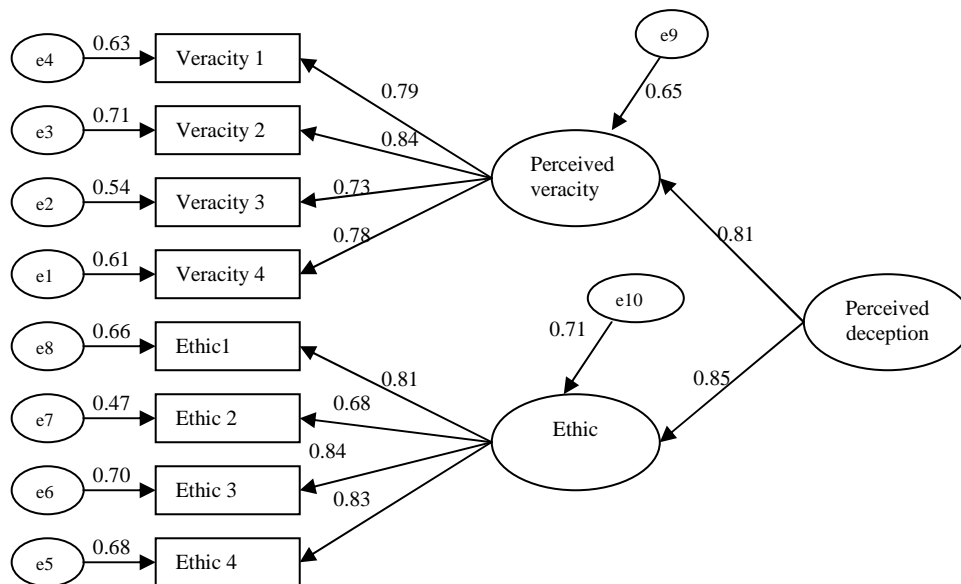 e4
0.63
Veracity 1
e9
0.79
0.65
e3
0.71
Veracity 2
0.84
Perceived
veracity
e2
0.54
Veracity 3
0.73
0.81
e1
0.61
Veracity 4
0.78
e10
Perceived
deception
e8
0.66
Ethic1
0.71
0.81
0.85
e7
0.47
Ethic 2
0.68
Ethic
0.84
e6
0.70
Ethic 3
0.83
e5
0.68
Ethic 4